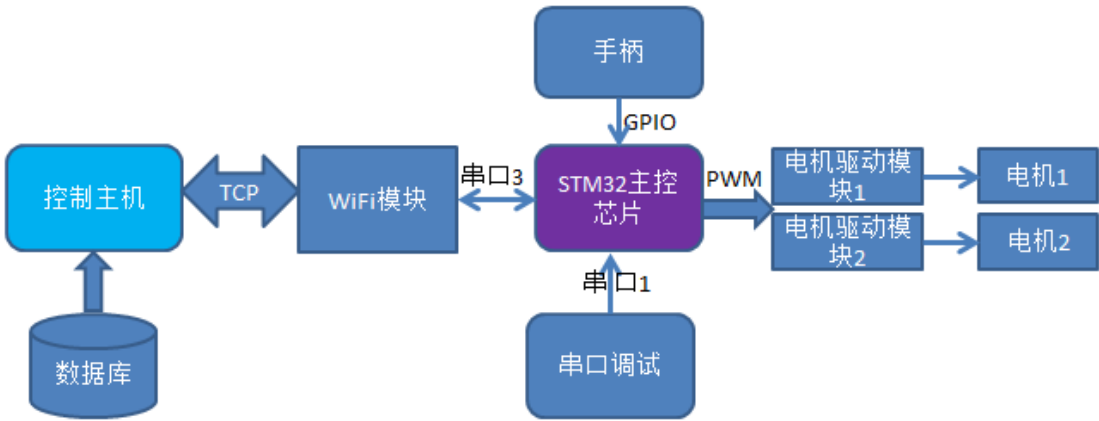 手柄
GPIO
控制主机
TCP
WiFi模块
串口3
STM32主控
芯片
PWM
电机驱动模
块1
电机1
电机驱动模
块2
电机2
串口1
数据库
串口调试